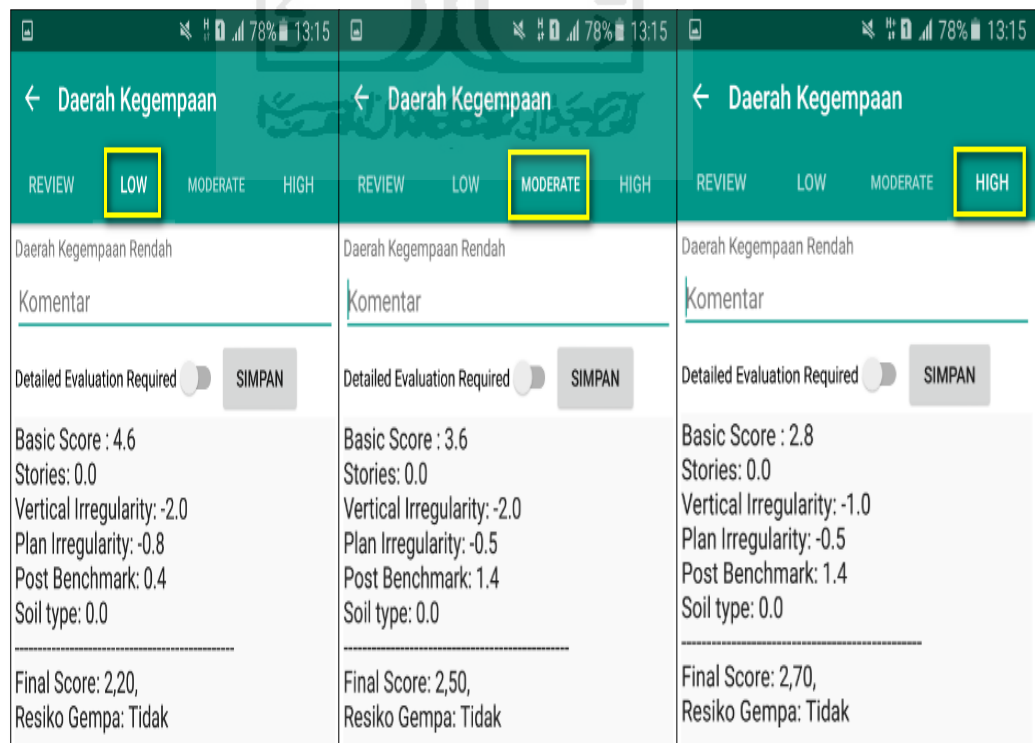 78% 13:15
Daerah Kegempaan
REVIEW LOW MODERATE HIGH
Daerah Kegempaan Rendah
Komentar
Detailed Evaluation Required SIMPAN
Basic Score : 4.6
Stories: 0.0
Vertical Irregularity: -2.0
Plan Irregularity: -0.8
Post Benchmark: 0.4
Soil type: 0.0
--------------------------------------------
Final Score: 2,20,
Resiko Gempa: Tidak
78% 13:15
Daerah Kegempaan
REVIEW LOW MODERATE HIGH
Daerah Kegempaan Rendah
Komentar
Detailed Evaluation Required SIMPAN
Basic Score : 3.6
Stories: 0.0
Vertical Irregularity: -2.0
Plan Irregularity: -0.5
Post Benchmark: 1.4
Soil type: 0.0
--------------------------------------------
Final Score: 2,50,
Resiko Gempa: Tidak
78% 13:15
Daerah Kegempaan
REVIEW LOW MODERATE HIGH
Daerah Kegempaan Rendah
Komentar
Detailed Evaluation Required SIMPAN
Basic Score : 2.8
Stories: 0.0
Vertical Irregularity: -1.0
Plan Irregularity: -0.5
Post Benchmark: 1.4
Soil type: 0.0
--------------------------------------------
Final Score: 2,70,
Resiko Gempa: Tidak